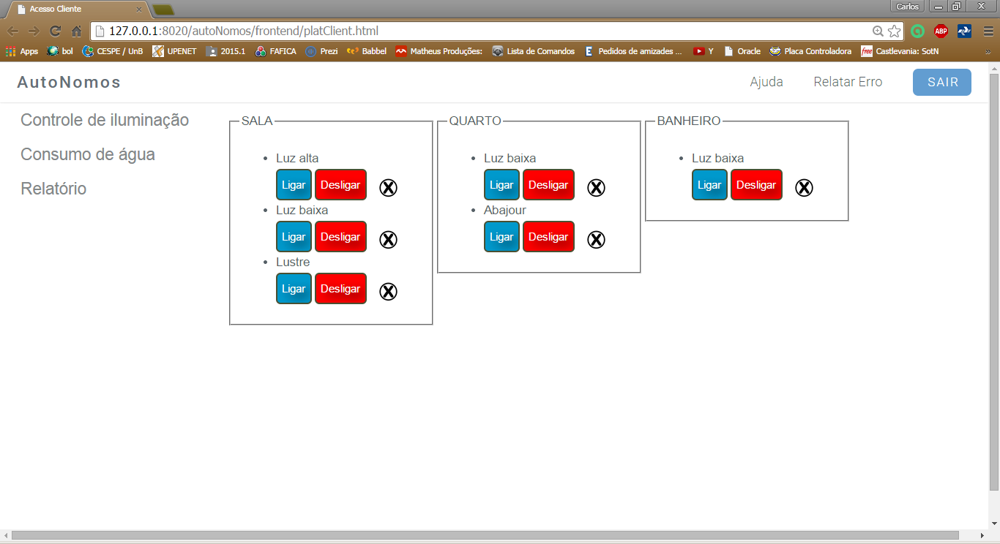 Acesso Cliente
Carlos
127.0.0.1:8020/autoNomos/frontend/platClient.html
ABP
Apps bol CESPE / UnB UPENET 2015.1 FAFICA Prezi Babbel Matheus Produções: Lista de Comandos Pedidos de amizades ... Y Oracle Placa Controladora free Castlevania: SotN »
AutoNomos Ajuda Relatar Erro SAIR
Controle de iluminação
Consumo de água
Relatório
SALA
Luz alta
Ligar Desligar X
Luz baixa
Ligar Desligar X
Lustre
Ligar Desligar X
QUARTO
Luz baixa
Ligar Desligar X
Abajour
Ligar Desligar X
BANHEIRO
Luz baixa
Ligar Desligar X